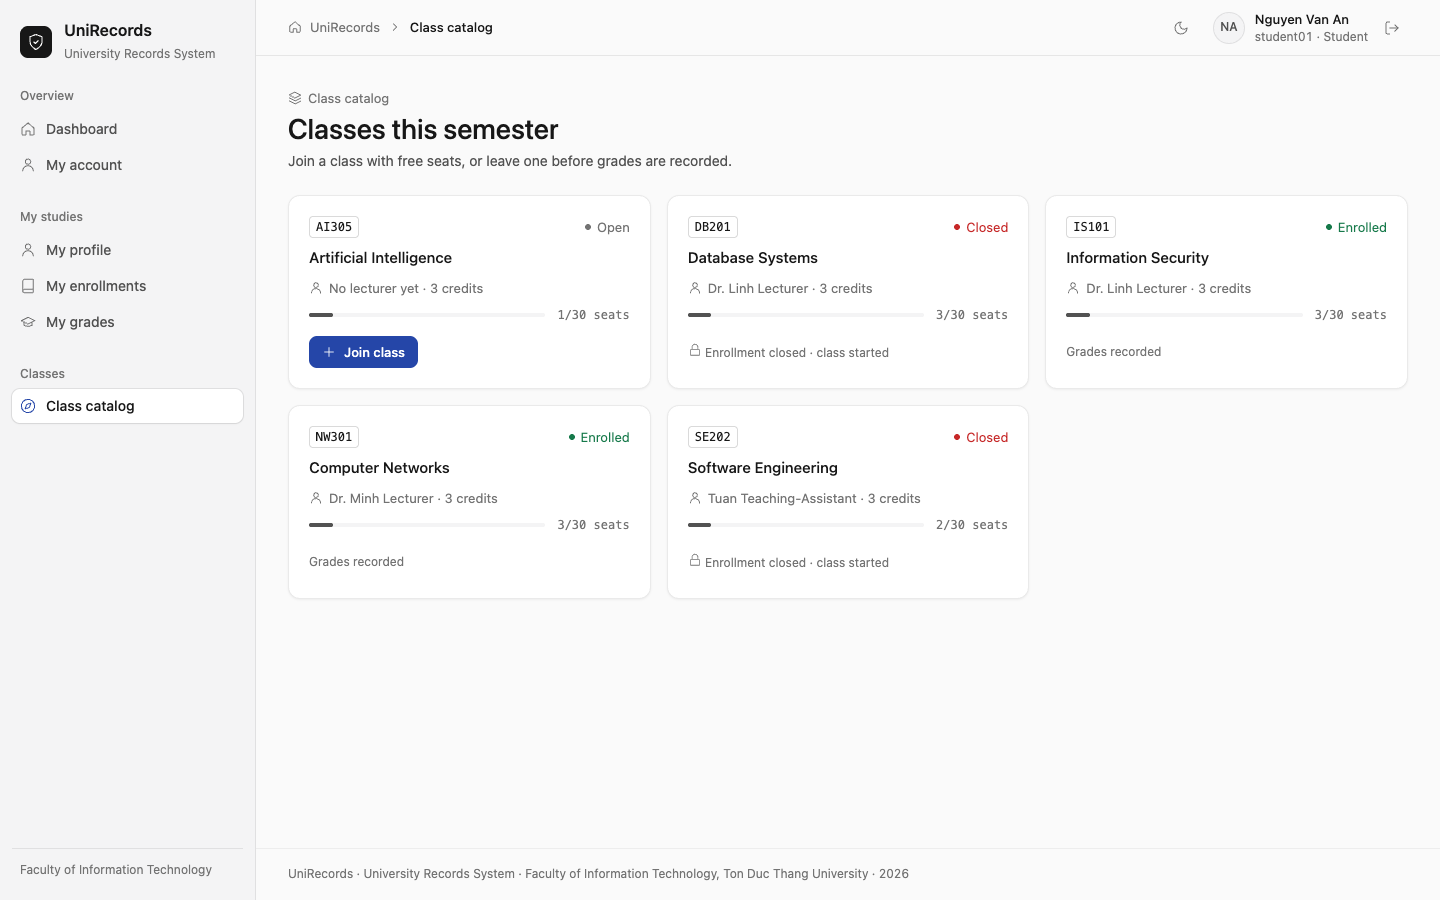 UniRecords
University Records System
Overview
Dashboard
My account
My studies
My profile
My enrollments
My grades
Classes
Class catalog
Faculty of Information Technology
UniRecords
Class catalog
NA
Nguyen Van An
student01 · Student
Class catalog
Classes this semester
Join a class with free seats, or leave one before grades are recorded.
AI305
Open
Artificial Intelligence
No lecturer yet · 3 credits
1/30 seats
Join class
DB201
Closed
Database Systems
Dr. Linh Lecturer · 3 credits
3/30 seats
Enrollment closed · class started
IS101
Enrolled
Information Security
Dr. Linh Lecturer · 3 credits
3/30 seats
Grades recorded
NW301
Enrolled
Computer Networks
Dr. Minh Lecturer · 3 credits
3/30 seats
Grades recorded
SE202
Closed
Software Engineering
Tuan Teaching-Assistant · 3 credits
2/30 seats
Enrollment closed · class started
UniRecords · University Records System · Faculty of Information Technology, Ton Duc Thang University · 2026